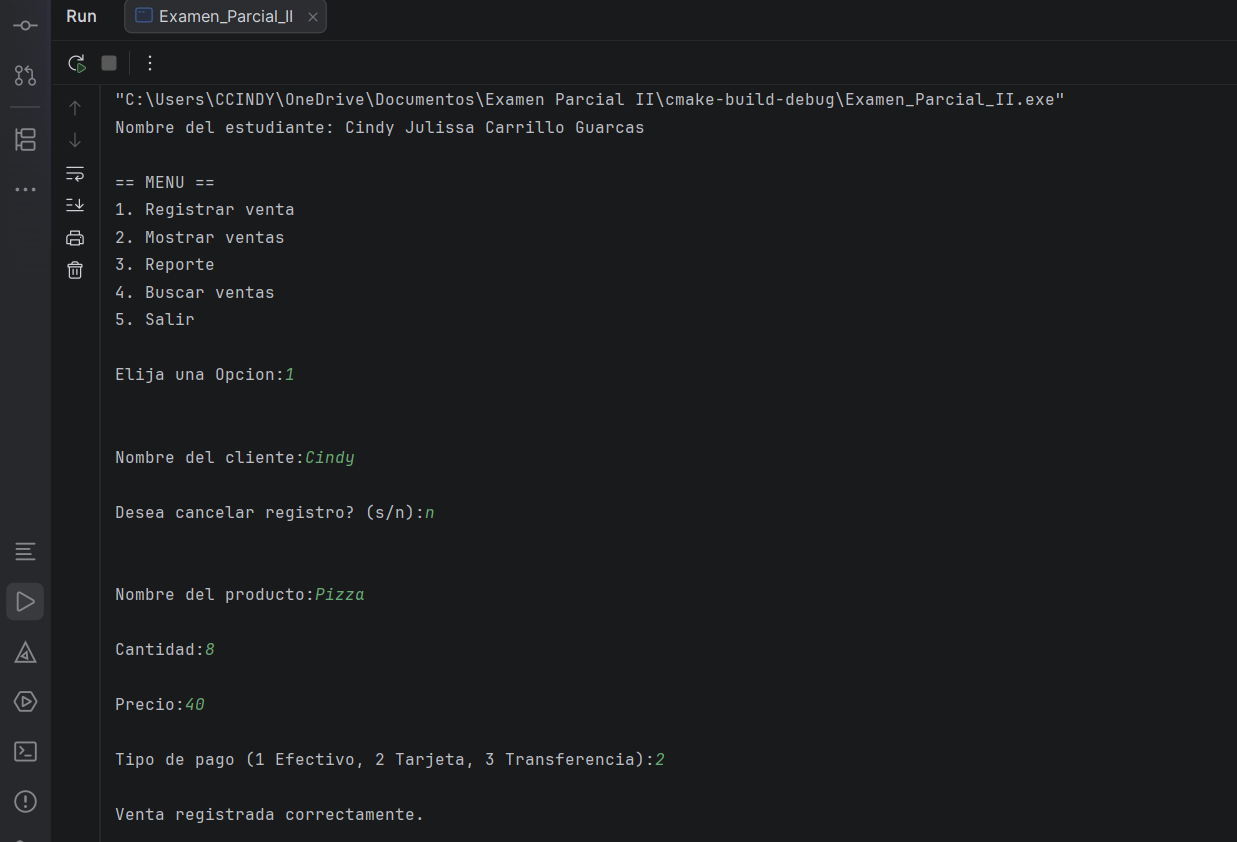 Run
Examen_Parcial_II
"C:\Users\CCINDY\OneDrive\Documentos\Examen Parcial II\cmake-build-debug\Examen_Parcial_II.exe"
Nombre del estudiante: Cindy Julissa Carrillo Guarcas
== MENU ==
1. Registrar venta
2. Mostrar ventas
3. Reporte
4. Buscar ventas
5. Salir
Elija una Opcion:1
Nombre del cliente:Cindy
Desea cancelar registro? (s/n):n
Nombre del producto:Pizza
Cantidad:8
Precio:40
Tipo de pago (1 Efectivo, 2 Tarjeta, 3 Transferencia):2
Venta registrada correctamente.